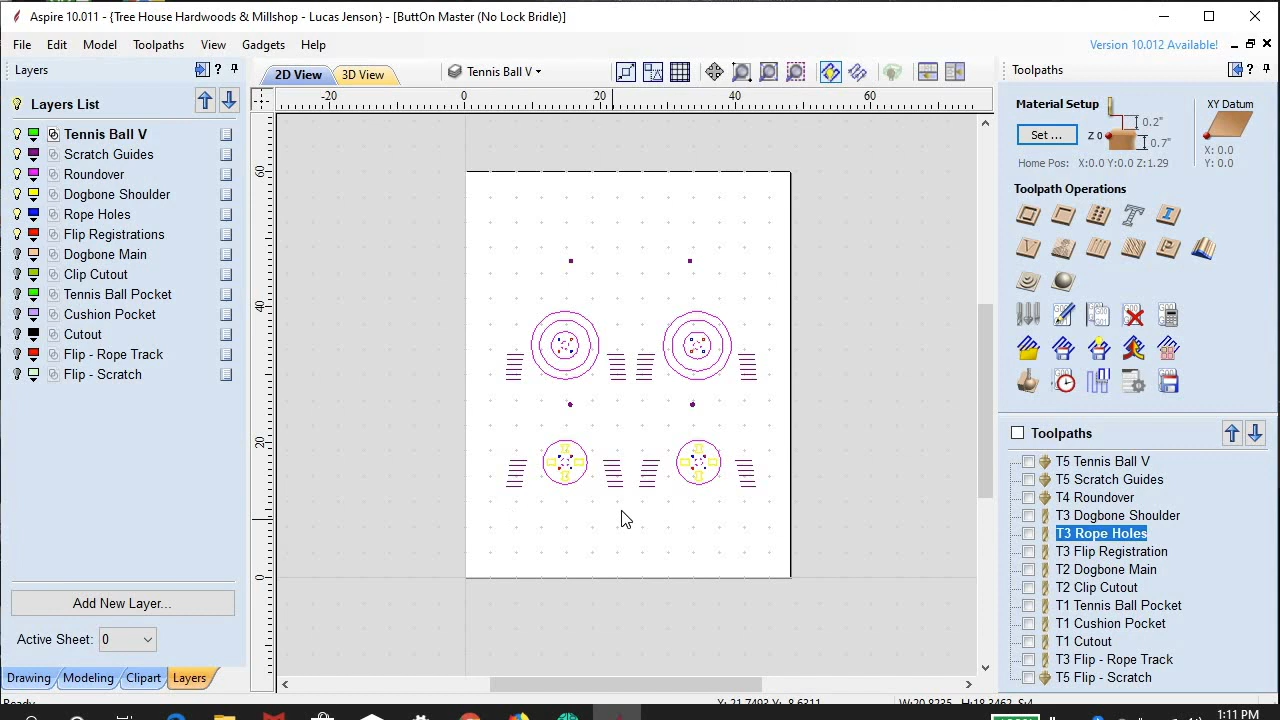 Aspire 10.011 - {Tree House Hardwoods & Millshop - Lucas Jenson} - [ButtOn Master (No Lock Bridle)]
File Edit Model Toolpaths View Gadgets Help
Version 10.012 Available!
Layers
Layers List
Tennis Ball V
Scratch Guides
Roundover
Dogbone Shoulder
Rope Holes
Flip Registrations
Dogbone Main
Clip Cutout
Tennis Ball Pocket
Cushion Pocket
Cutout
Flip - Rope Track
Flip - Scratch
Add New Layer...
Active Sheet: 0
Drawing Modeling Clipart Layers
2D View 3D View
Tennis Ball V
-20 0 20 40 60
60
40
20
0
Toolpaths
Material Setup
Set ...
Z 0
0.2"
0.7"
Home Pos: X:0.0 Y:0.0 Z:1.29
XY Datum
X: 0.0
Y: 0.0
Toolpath Operations
Toolpaths
T5 Tennis Ball V
T5 Scratch Guides
T4 Roundover
T3 Dogbone Shoulder
T3 Rope Holes
T3 Flip Registration
T2 Dogbone Main
T2 Clip Cutout
T1 Tennis Ball Pocket
T1 Cushion Pocket
T1 Cutout
T3 Flip - Rope Track
T5 Flip - Scratch
Ready
1:11 PM